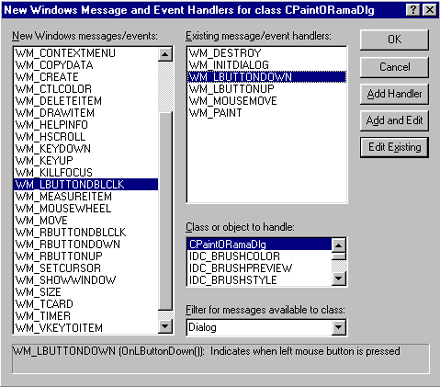 New Windows Message and Event Handlers for class CPaintORamaDlg
New Windows messages/events:
WM_CONTEXTMENU
WM_COPYDATA
WM_CREATE
WM_CTLCOLOR
WM_DELETEITEM
WM_DRAWITEM
WM_HELPINFO
WM_HSCROLL
WM_KEYDOWN
WM_KEYUP
WM_KILLFOCUS
WM_LBUTTONDBLCLK
WM_MEASUREITEM
WM_MOUSEWHEEL
WM_MOVE
WM_RBUTTONDBLCLK
WM_RBUTTONDOWN
WM_RBUTTONUP
WM_SETCURSOR
WM_SHOWWINDOW
WM_SIZE
WM_TCARD
WM_TIMER
WM_VKEYTOITEM
Existing message/event handlers:
WM_DESTROY
WM_INITDIALOG
WM_LBUTTONDOWN
WM_LBUTTONUP
WM_MOUSEMOVE
WM_PAINT
Class or object to handle:
CPaintORamaDlg
IDC_BRUSHCOLOR
IDC_BRUSHPREVIEW
IDC_BRUSHSTYLE
Filter for messages available to class:
Dialog
OK
Cancel
Add Handler
Add and Edit
Edit Existing
WM_LBUTTONDOWN (OnLButtonDown()): Indicates when left mouse button is pressed